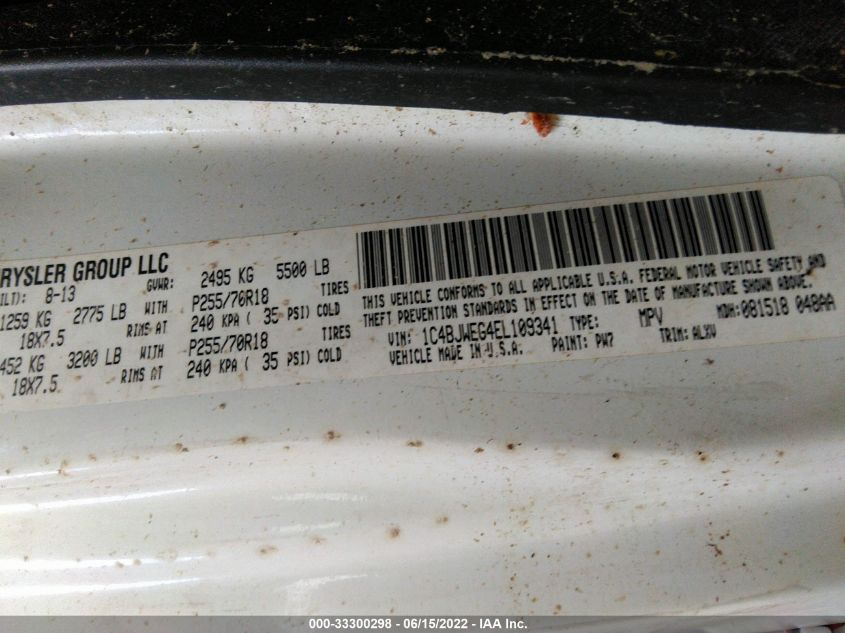 RYSLER GROUP LLC
ILT): 8-13 GVWR: 2495 KG 5500 LB
1259 KG 2775 LB WITH P255/70R18 TIRES
18X7.5 RIMS AT 240 KPA ( 35 PSI) COLD
452 KG 3200 LB WITH P255/70R18 TIRES
18X7.5 RIMS AT 240 KPA ( 35 PSI) COLD
THIS VEHICLE CONFORMS TO ALL APPLICABLE U.S.A. FEDERAL MOTOR VEHICLE SAFETY AND
THEFT PREVENTION STANDARDS IN EFFECT ON THE DATE OF MANUFACTURE SHOWN ABOVE.
VIN: 1C4BJWEG4EL109341 TYPE: MPV MDH:081518 048AA
VEHICLE MADE IN U.S.A. PAINT: PW7 TRIM: ALXV
000-33300298 - 06/15/2022 - IAA Inc.